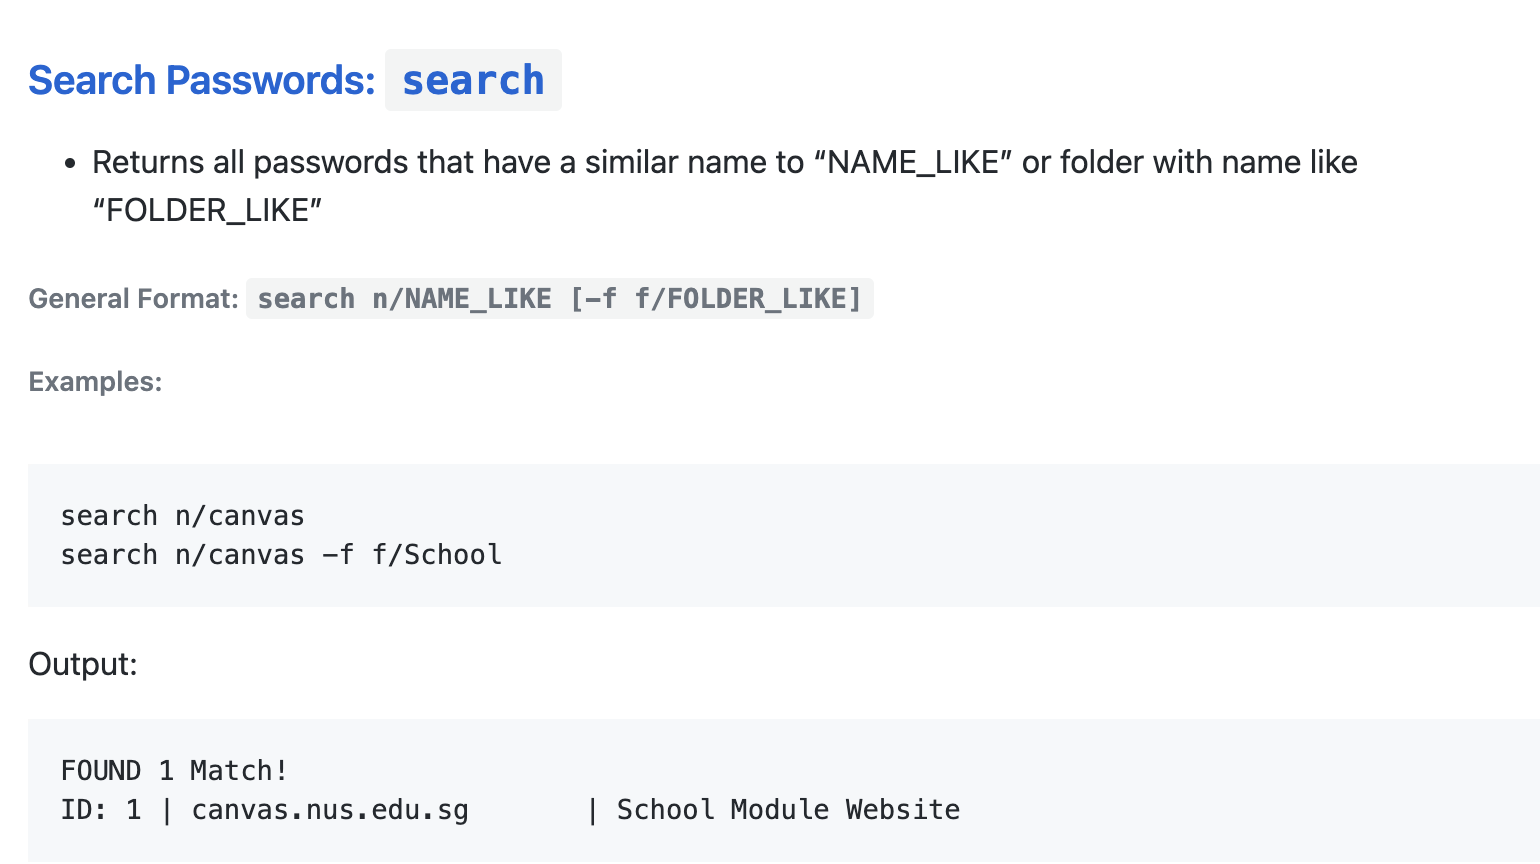 Search Passwords: search
Returns all passwords that have a similar name to “NAME_LIKE” or folder with name like
“FOLDER_LIKE”
General Format: search n/NAME_LIKE [-f f/FOLDER_LIKE]
Examples:
search n/canvas
search n/canvas -f f/School
Output:
FOUND 1 Match!
ID: 1 | canvas.nus.edu.sg       | School Module Website